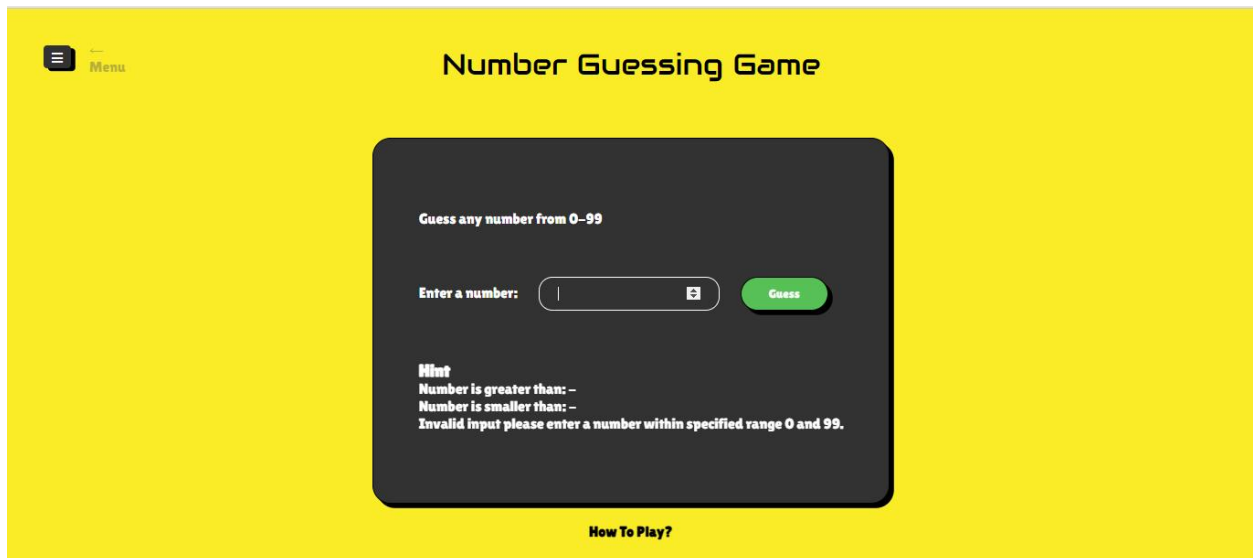 ←
Menu
Number Guessing Game
Guess any number from 0-99
Enter a number:
Guess
Hint
Number is greater than: -
Number is smaller than: -
Invalid input please enter a number within specified range 0 and 99.
How To Play?